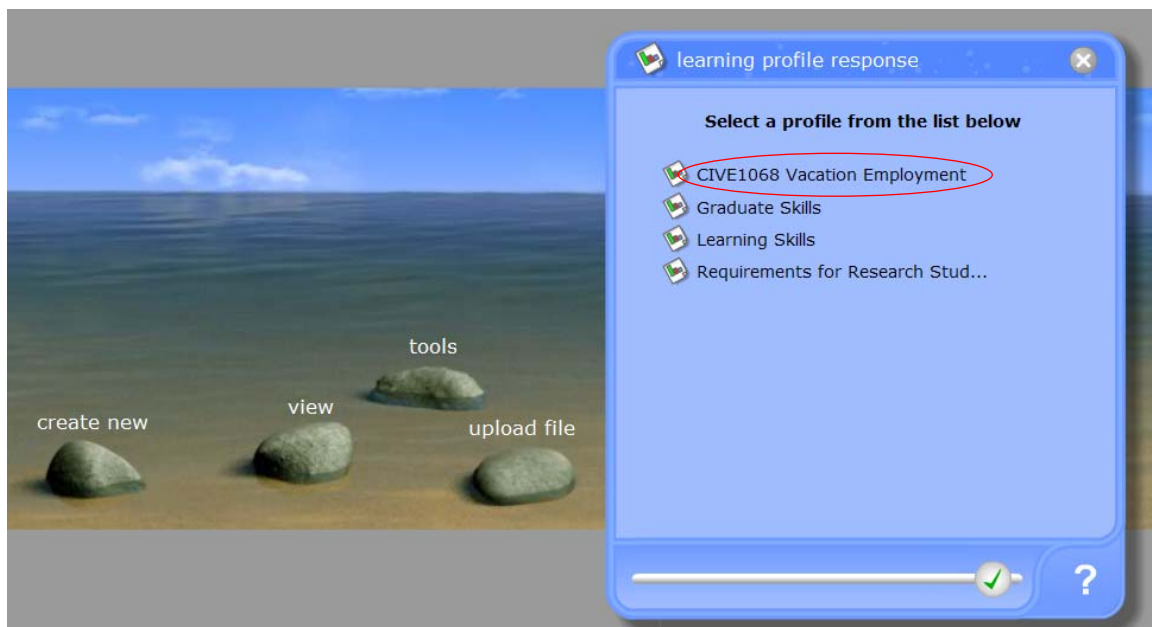 learning profile response
Select a profile from the list below
CIVE1068 Vacation Employment
Graduate Skills
Learning Skills
Requirements for Research Stud...
tools
view
create new
upload file
?